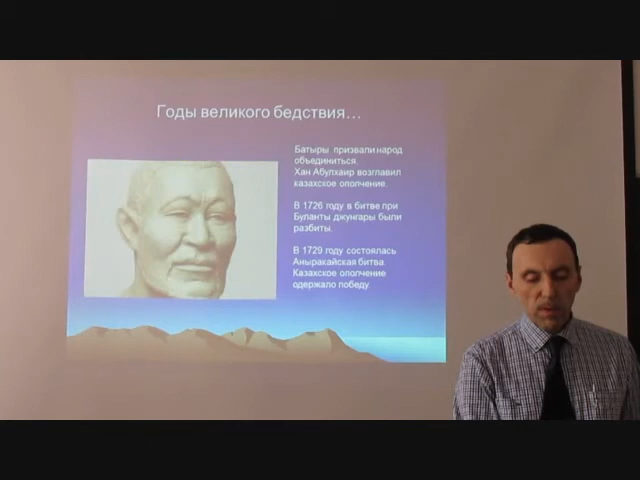 Годы великого бедствия…
Батыры призвали народ
объединиться.
Хан Абулхаир возглавил
казахское ополчение.
В 1726 году в битве при
Буланты джунгары были
разбиты.
В 1729 году состоялась
Аныракайская битва.
Казахское ополчение
одержало победу